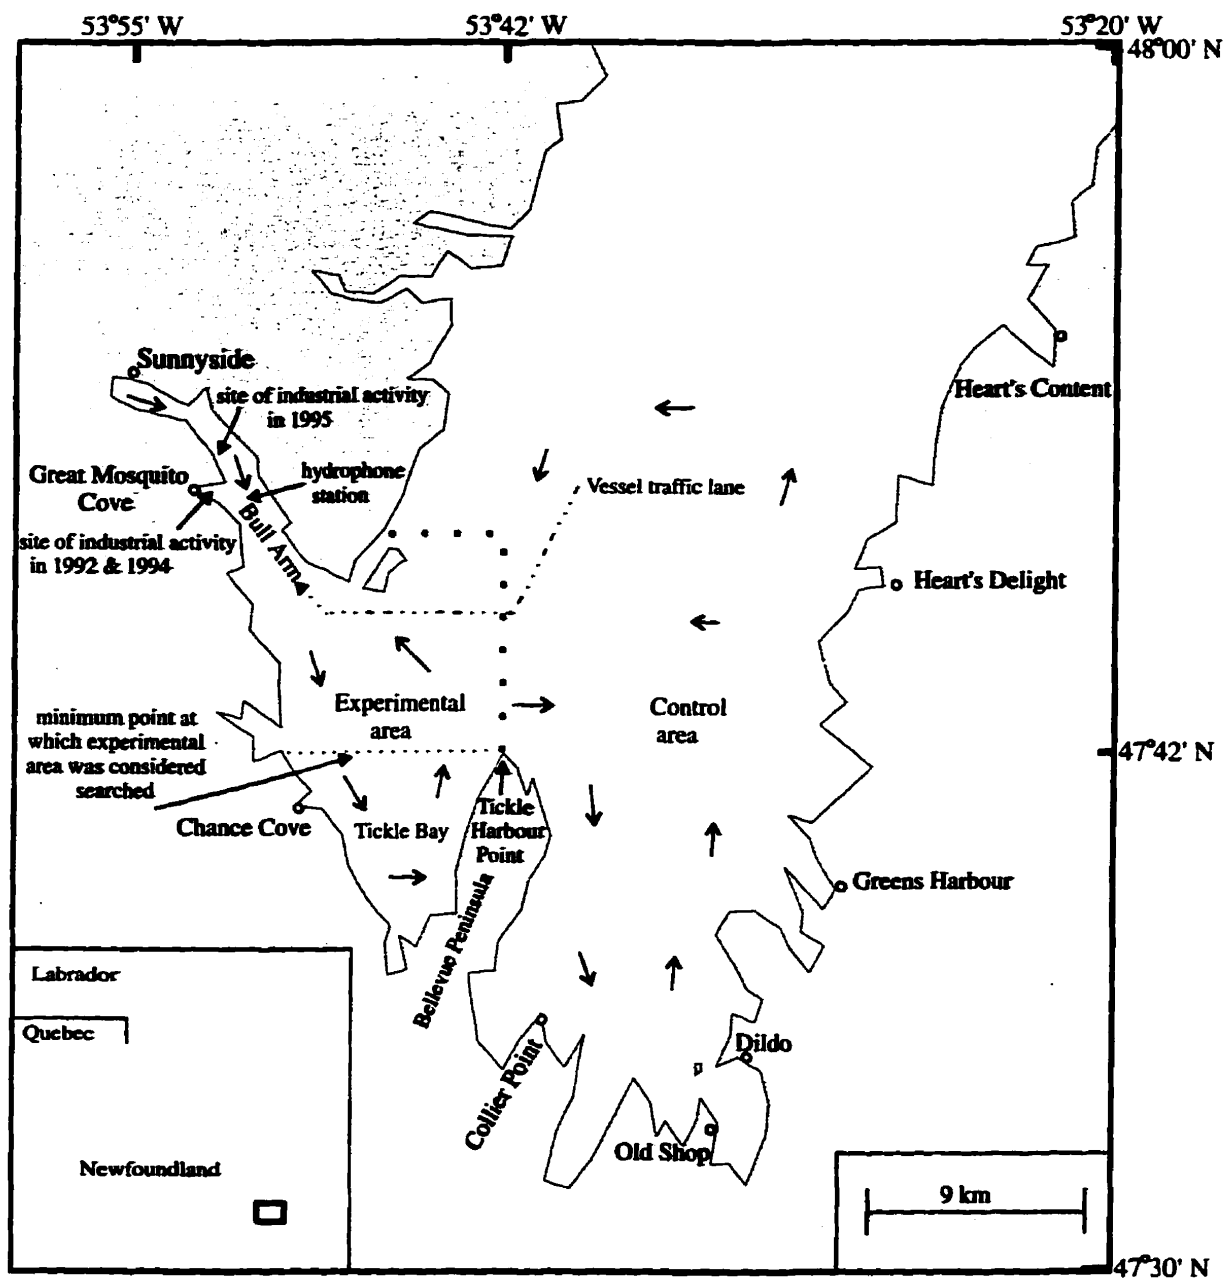 53°55' W
53°42' W
53°20' W
48°00' N
Sunnyside
site of industrial activity
in 1995
Heart's Content
Great Mosquito
Cove
hydrophone
station
Vessel traffic lane
Bull Arm
site of industrial activity
in 1992 & 1994
Heart's Delight
Experimental
area
Control
area
minimum point at
which experimental
area was considered
searched
47°42' N
Chance Cove
Tickle Bay
Tickle
Harbour
Point
Greens Harbour
Bellevue Peninsula
Labrador
Quebec
Collier Point
Dildo
Old Shop
Newfoundland
9 km
47°30' N